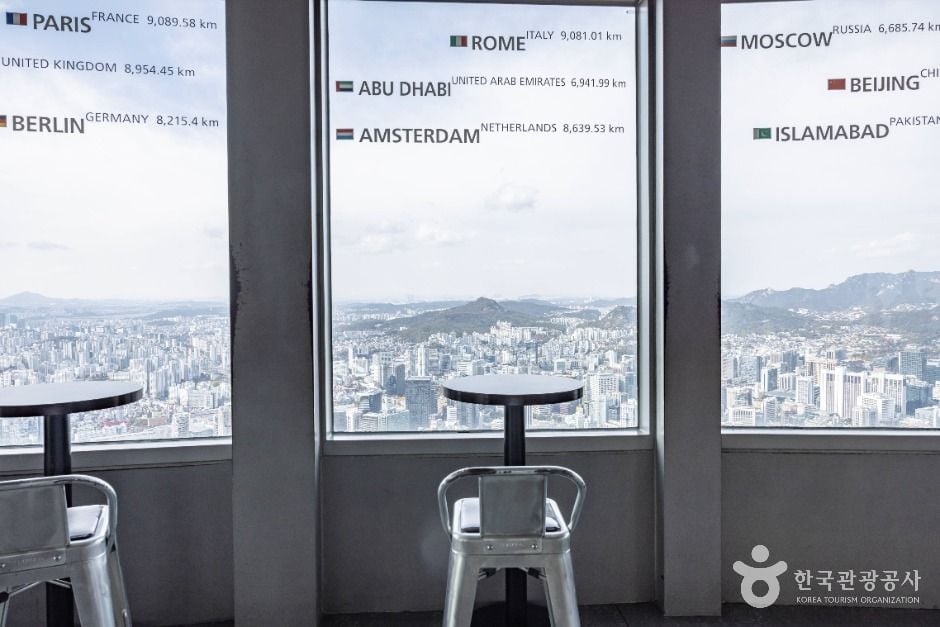 PARIS FRANCE 9,089.58 km
UNITED KINGDOM 8,954.45 km
BERLIN GERMANY 8,215.4 km
ROME ITALY 9,081.01 km
ABU DHABI UNITED ARAB EMIRATES 6,941.99 km
AMSTERDAM NETHERLANDS 8,639.53 km
MOSCOW RUSSIA 6,685.74 km
BEIJING CHI
ISLAMABAD PAKISTAN
한국관광공사
KOREA TOURISM ORGANIZATION